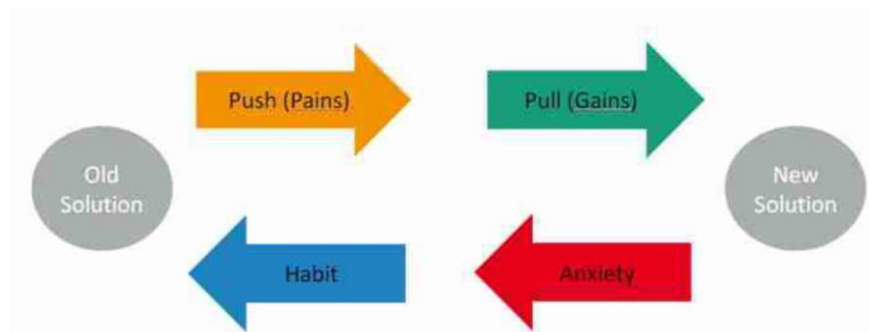 Push (Pains)
Pull (Gains)
Old
Solution
New
Solution
Habit
Anxiety